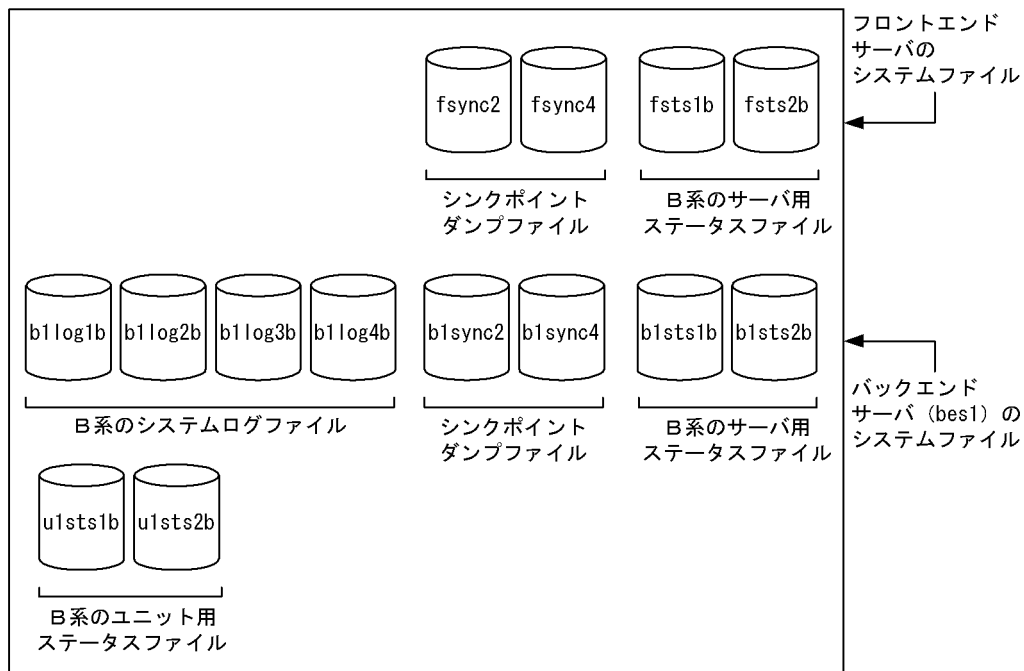 フロントエンド
サーバの
システムファイル
fsync2 fsync4 fsts1b fsts2b
シンクポイント
ダンプファイル
B系のサーバ用
ステータスファイル
b1log1b b1log2b b1log3b b1log4b b1sync2 b1sync4 b1sts1b b1sts2b
B系のシステムログファイル
シンクポイント
ダンプファイル
B系のサーバ用
ステータスファイル
バックエンド
サーバ（bes1）の
システムファイル
u1sts1b u1sts2b
B系のユニット用
ステータスファイル